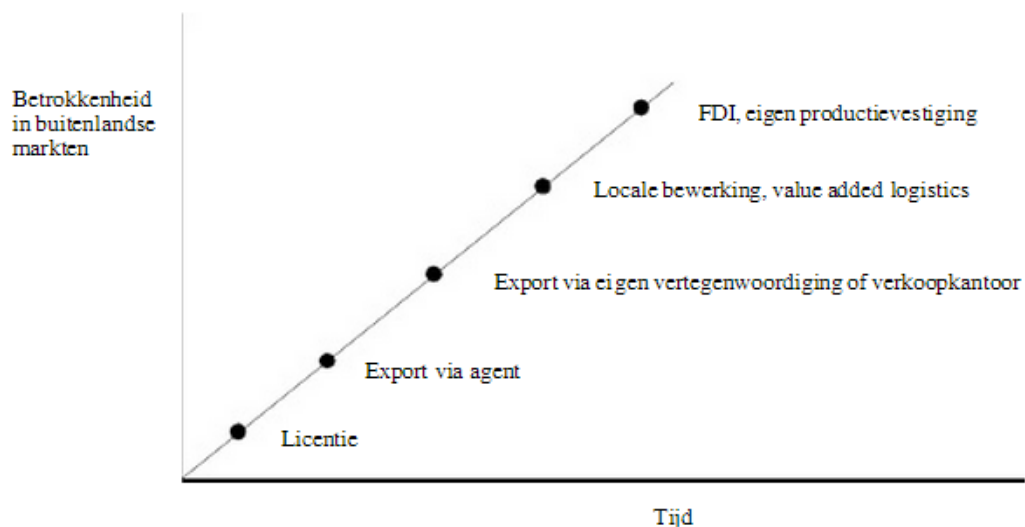 Betrokkenheid
in buitenlandse
markten
FDI, eigen productievestiging
Locale bewerking, value added logistics
Export via eigen vertegenwoordiging of verkoopkantoor
Export via agent
Licentie
Tijd